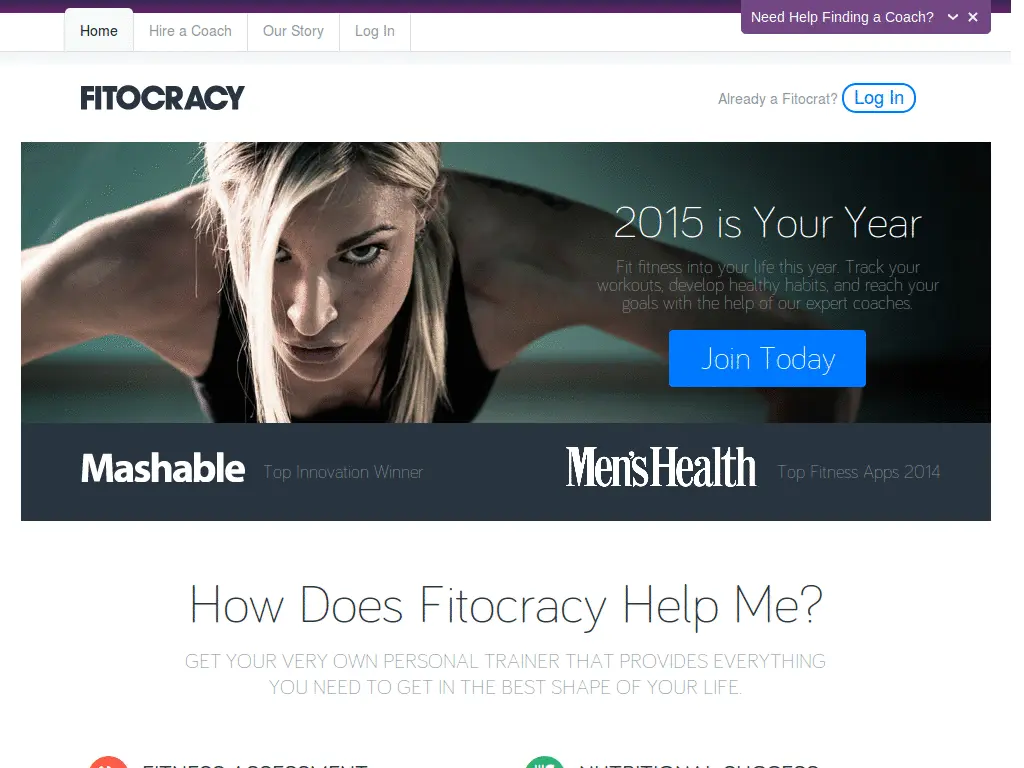 Need Help Finding a Coach?
Home
Hire a Coach
Our Story
Log In
FITOCRACY
Already a Fitocrat? Log In
2015 is Your Year
Fit fitness into your life this year. Track your
workouts, develop healthy habits, and reach your
goals with the help of our expert coaches.
Join Today
Mashable Top Innovation Winner
Men'sHealth Top Fitness Apps 2014
How Does Fitocracy Help Me?
GET YOUR VERY OWN PERSONAL TRAINER THAT PROVIDES EVERYTHING
YOU NEED TO GET IN THE BEST SHAPE OF YOUR LIFE.
FITNESS ASSESSMENT
NUTRITIONAL SUCCESS